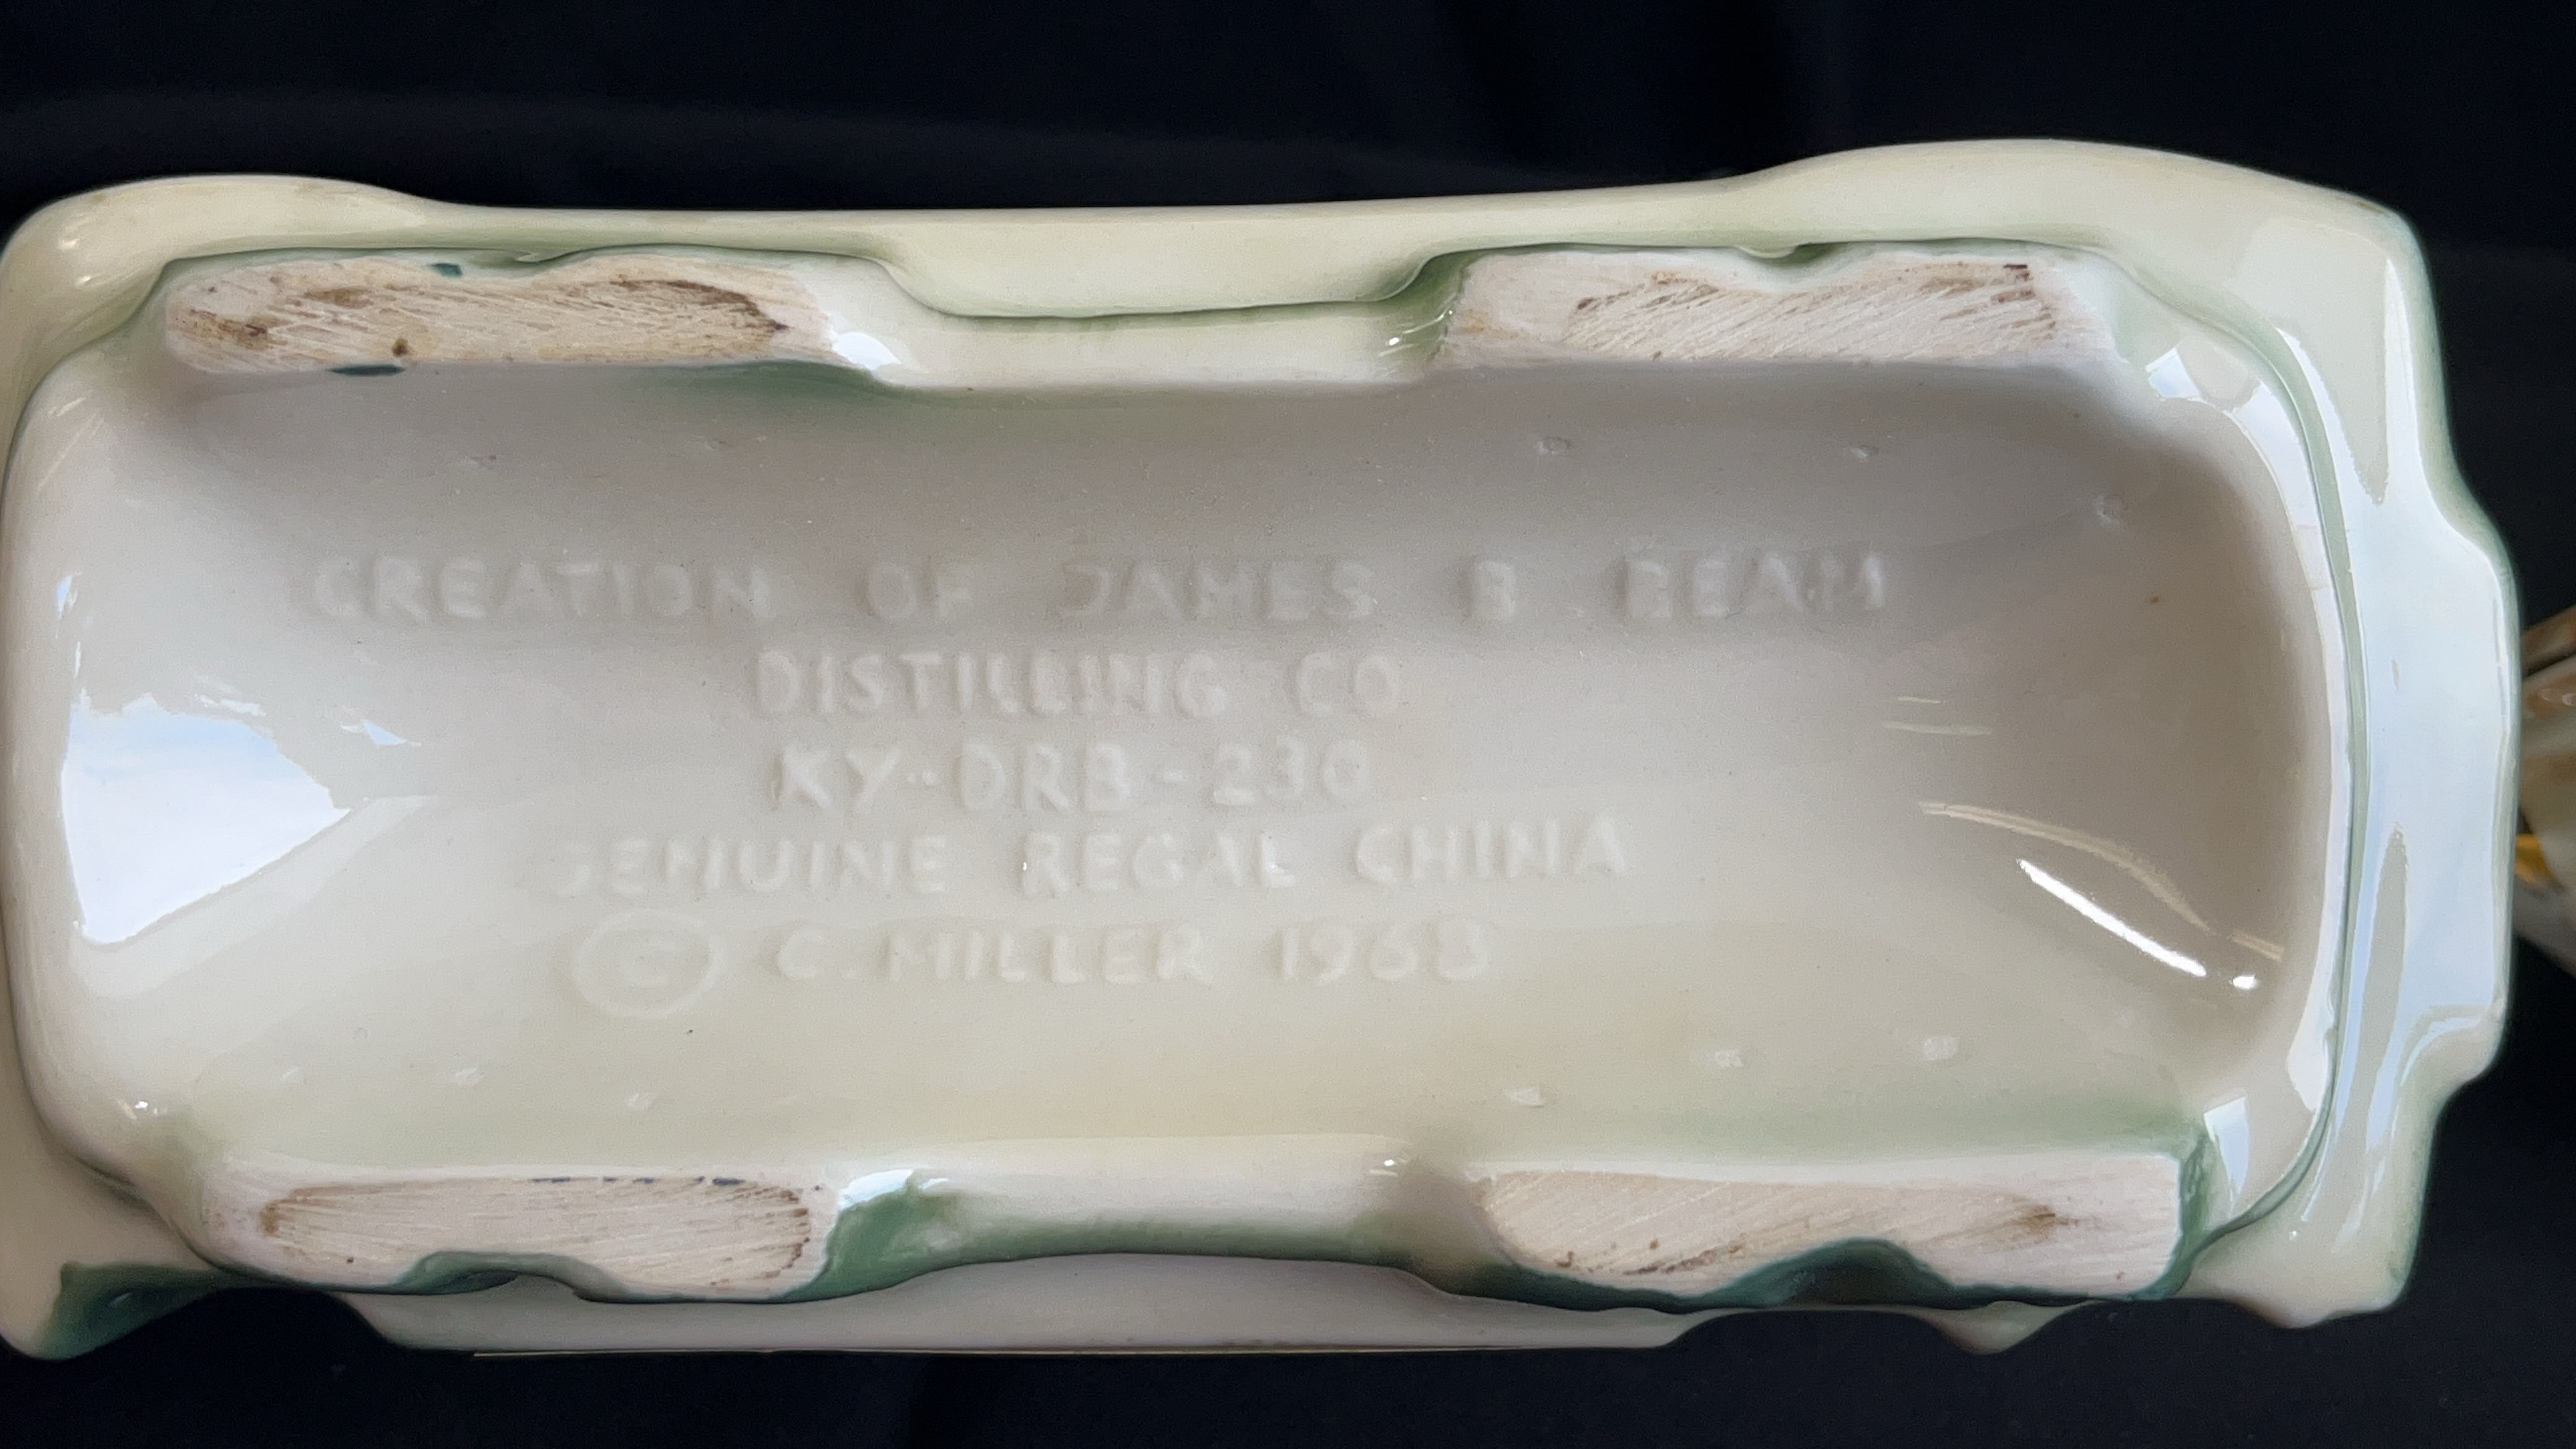 CREATION OF JAMES B BEAM
DISTILLING CO
KY-DRB-230
GENUINE REGAL CHINA
© C. MILLER 1968